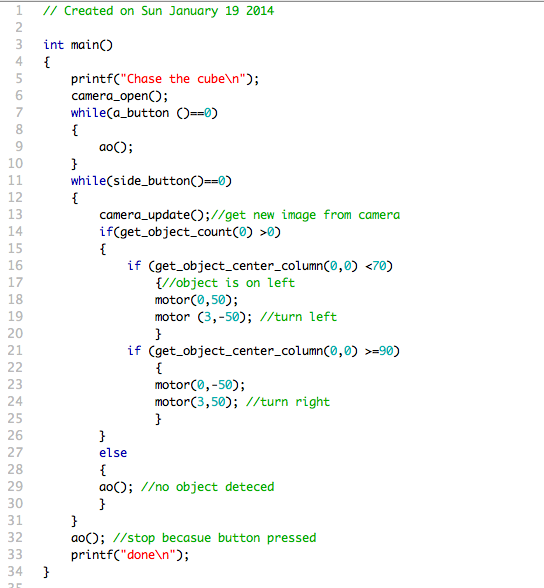 1 // Created on Sun January 19 2014
2
3 int main()
4 {
5     printf("Chase the cube\n");
6     camera_open();
7     while(a_button ()==0)
8     {
9         ao();
10     }
11     while(side_button()==0)
12     {
13         camera_update();//get new image from camera
14         if(get_object_count(0) >0)
15         {
16             if (get_object_center_column(0,0) <70)
17                 {//object is on left
18                 motor(0,50);
19                 motor (3,-50); //turn left
20                 }
21             if (get_object_center_column(0,0) >=90)
22                 {
23                 motor(0,-50);
24                 motor(3,50); //turn right
25                 }
26         }
27         else
28         {
29         ao(); //no object deteced
30         }
31     }
32     ao(); //stop becasue button pressed
33     printf("done\n");
34 }